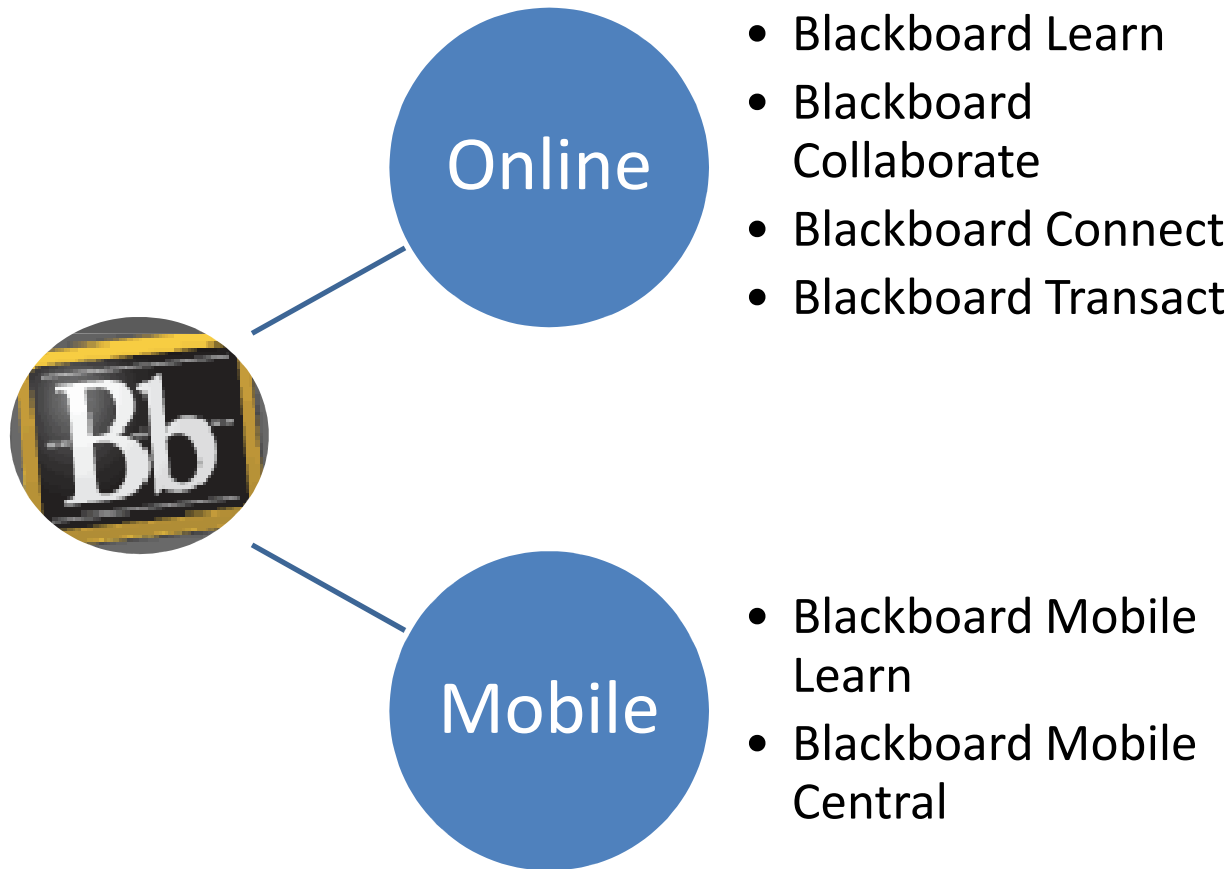 Bb
Online
• Blackboard Learn
• Blackboard
Collaborate
• Blackboard Connect
• Blackboard Transact
Mobile
• Blackboard Mobile
Learn
• Blackboard Mobile
Central